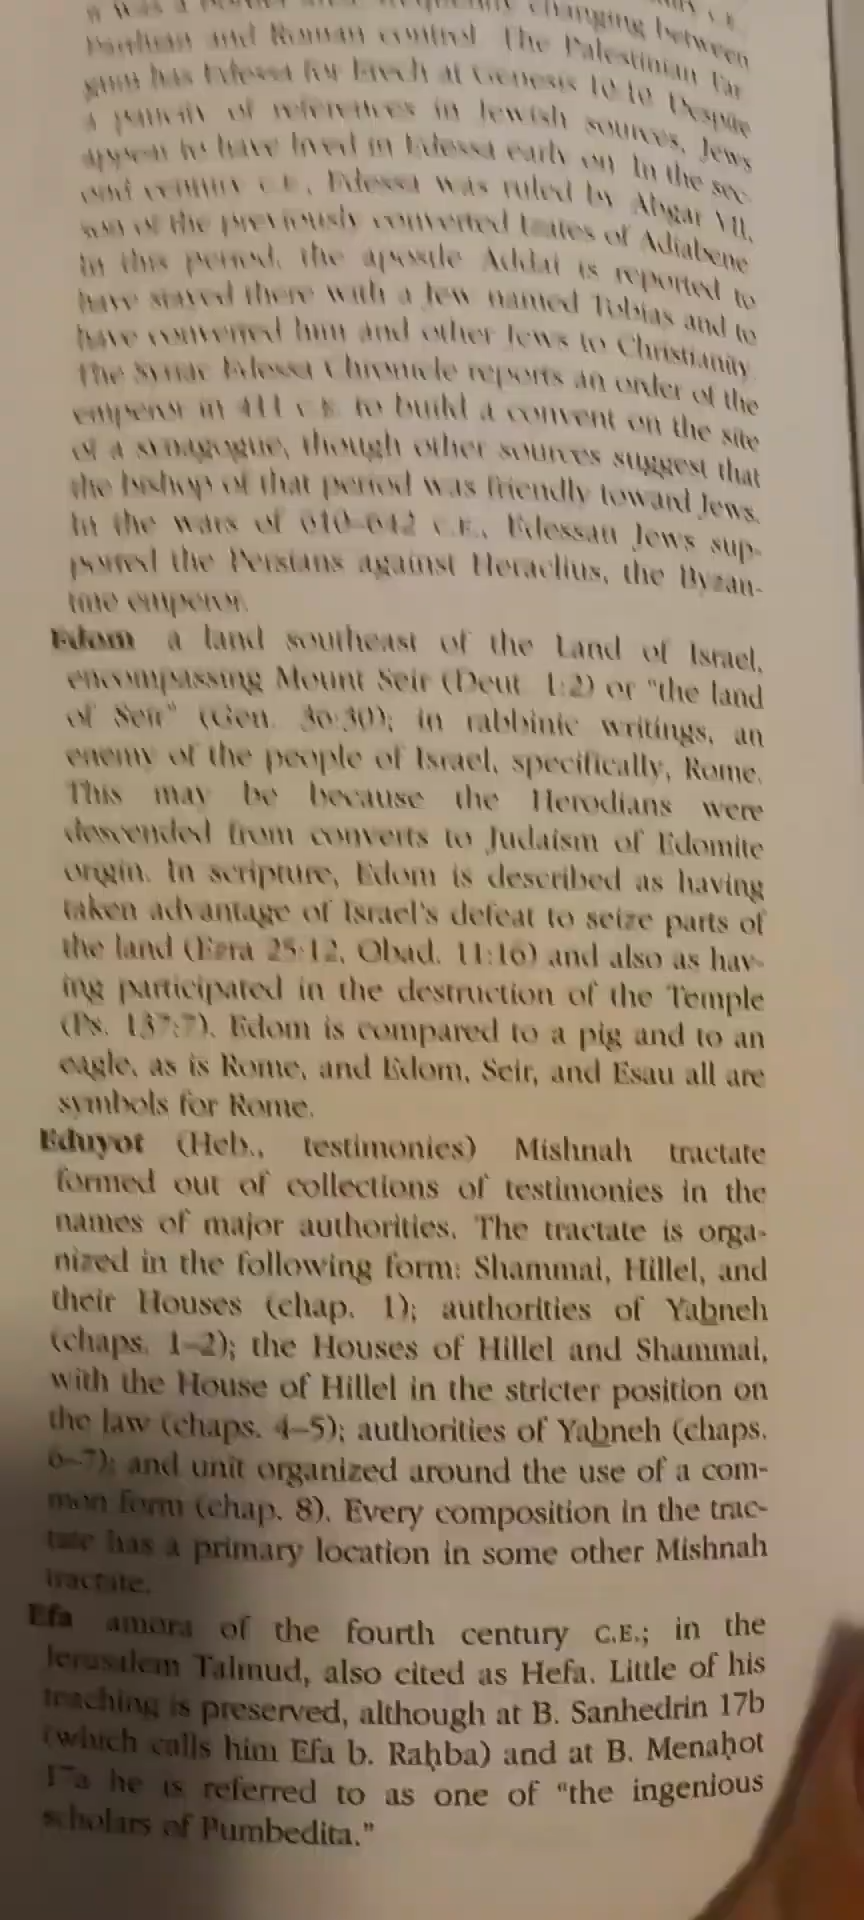 changing between
Parthian and Roman control. The Palestinian Tar-
gum has Edessa for Erech at Genesis 10:10. Despite
a paucity of references in Jewish sources, Jews
appear to have lived in Edessa early on. In the sec-
ond century C.E., Edessa was ruled by Abgar VII,
son of the previously converted Izates of Adiabene.
In this period, the apostle Addai is reported to
have stayed there with a Jew named Tobias and to
have converted him and other Jews to Christianity.
The Syriac Edessa Chronicle reports an order of the
emperor in 411 C.E. to build a convent on the site
of a synagogue, though other sources suggest that
the bishop of that period was friendly toward Jews.
In the wars of 610–642 C.E., Edessan Jews sup-
ported the Persians against Heraclius, the Byzan-
tine emperor.
Edom a land southeast of the Land of Israel,
encompassing Mount Seir (Deut. 1:2) or "the land
of Seir" (Gen. 36:30); in rabbinic writings, an
enemy of the people of Israel, specifically, Rome.
This may be because the Herodians were
descended from converts to Judaism of Edomite
origin. In scripture, Edom is described as having
taken advantage of Israel's defeat to seize parts of
the land (Ezra 25:12, Obad. 11:16) and also as hav-
ing participated in the destruction of the Temple
(Ps. 137:7). Edom is compared to a pig and to an
eagle, as is Rome, and Edom, Seir, and Esau all are
symbols for Rome.
Eduyot (Heb., testimonies) Mishnah tractate
formed out of collections of testimonies in the
names of major authorities. The tractate is orga-
nized in the following form: Shammai, Hillel, and
their Houses (chap. 1); authorities of Yaḇneh
(chaps. 1–2); the Houses of Hillel and Shammai,
with the House of Hillel in the stricter position on
the law (chaps. 4–5); authorities of Yaḇneh (chaps.
6–7); and unit organized around the use of a com-
mon form (chap. 8). Every composition in the trac-
tate has a primary location in some other Mishnah
tractate.
Efa amora of the fourth century C.E.; in the
Jerusalem Talmud, also cited as Hefa. Little of his
teaching is preserved, although at B. Sanhedrin 17b
(which calls him Efa b. Raḥba) and at B. Menaḥot
17a he is referred to as one of "the ingenious
scholars of Pumbedita."